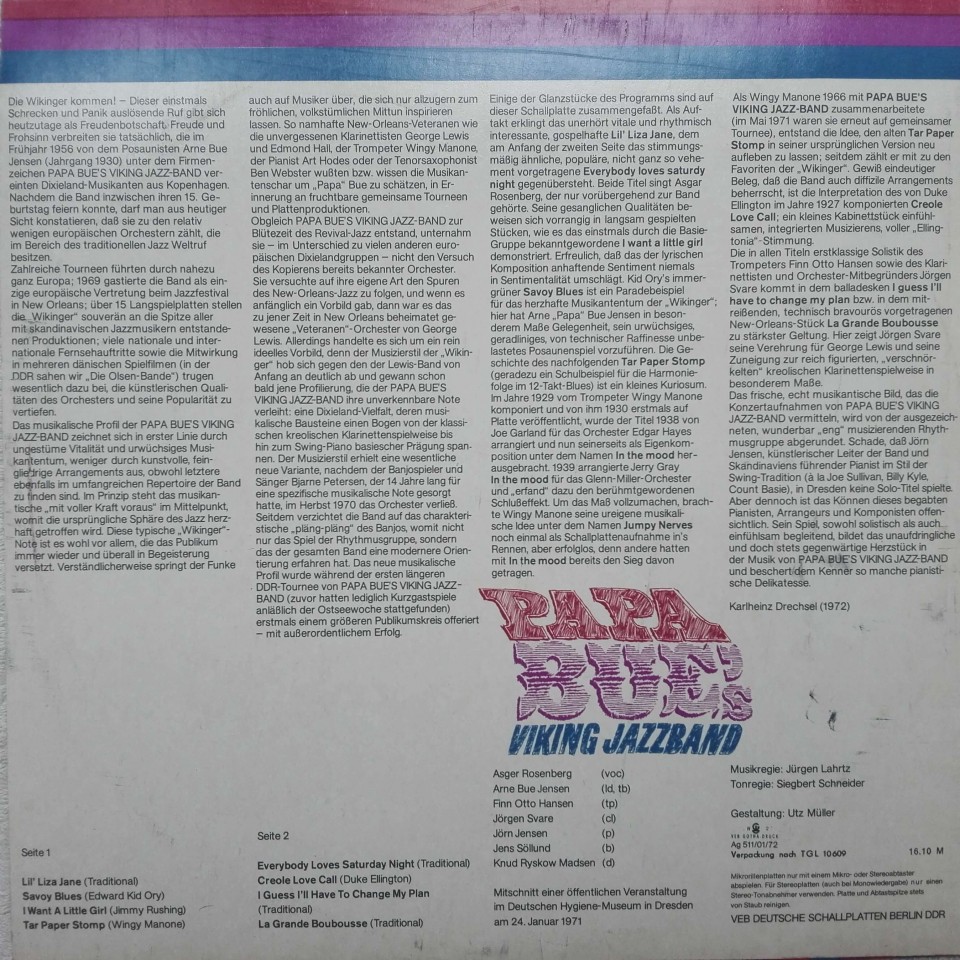 Die Wikinger kommen! – Dieser einstmals
Schrecken und Panik auslösende Ruf gibt sich
heutzutage als Freudenbotschaft. Freude und
Frohsinn verbreiten sie tatsächlich, die im
Frühjahr 1956 von dem Posaunisten Arne Bue
Jensen (Jahrgang 1930) unter dem Firmen-
zeichen PAPA BUE'S VIKING JAZZ-BAND ver-
einten Dixieland-Musikanten aus Kopenhagen.
Nachdem die Band inzwischen ihren 15. Ge-
burtstag feiern konnte, darf man aus heutiger
Sicht konstatieren, daß sie zu den relativ
wenigen europäischen Orchestern zählt, die
im Bereich des traditionellen Jazz Weltruf
besitzen.
Zahlreiche Tourneen führten durch nahezu
ganz Europa; 1969 gastierte die Band als ein-
zige europäische Vertretung beim Jazzfestival
in New Orleans; über 15 Langspielplatten stellen
die „Wikinger" souverän an die Spitze aller
mit skandinavischen Jazzmusikern entstande-
nen Produktionen; viele nationale und inter-
nationale Fernsehauftritte sowie die Mitwirkung
in mehreren dänischen Spielfilmen (in der
DDR sahen wir „Die Olsen-Bande") trugen
wesentlich dazu bei, die künstlerischen Quali-
täten des Orchesters und seine Popularität zu
vertiefen.
Das musikalische Profil der PAPA BUE'S VIKING
JAZZ-BAND zeichnet sich in erster Linie durch
ungestüme Vitalität und urwüchsiges Musi-
kantentum, weniger durch kunstvolle, fein-
gliedrige Arrangements aus, obwohl letztere
ebenfalls im umfangreichen Repertoire der Band
zu finden sind. Im Prinzip steht das musikan-
tische „mit voller Kraft voraus" im Mittelpunkt,
womit die ursprüngliche Sphäre des Jazz herz-
haft getroffen wird. Diese typische „Wikinger"-
Note ist es wohl vor allem, die das Publikum
immer wieder und überall in Begeisterung
versetzt. Verständlicherweise springt der Funke
auch auf Musiker über, die sich nur allzugern zum
fröhlichen, volkstümlichen Mittun inspirieren
lassen. So namhafte New-Orleans-Veteranen wie
die unvergessenen Klarinettisten George Lewis
und Edmond Hall, der Trompeter Wingy Manone,
der Pianist Art Hodes oder der Tenorsaxophonist
Ben Webster wußten bzw. wissen die Musikan-
tenschar um „Papa" Bue zu schätzen, in Er-
innerung an fruchtbare gemeinsame Tourneen
und Plattenproduktionen.
Obgleich PAPA BUE'S VIKING JAZZ-BAND zur
Blütezeit des Revival-Jazz entstand, unternahm
sie – im Unterschied zu vielen anderen euro-
päischen Dixielandgruppen – nicht den Versuch
des Kopierens bereits bekannter Orchester.
Sie versuchte auf ihre eigene Art den Spuren
des New-Orleans-Jazz zu folgen, und wenn es
anfänglich ein Vorbild gab, dann war es das
zu jener Zeit in New Orleans beheimatet ge-
wesene „Veteranen"-Orchester von George
Lewis. Allerdings handelte es sich um ein rein
ideelles Vorbild, denn der Musizierstil der „Wikin-
ger" hob sich gegen den der Lewis-Band von
Anfang an deutlich ab und gewann schon
bald jene Profilierung, die der PAPA BUE'S
VIKING JAZZ-BAND ihre unverkennbare Note
verleiht: eine Dixieland-Vielfalt, deren musi-
kalische Bausteine einen Bogen von der klassi-
schen kreolischen Klarinettenspielweise bis
hin zum Swing-Piano basiescher Prägung span-
nen. Der Musizierstil erhielt eine wesentliche
neue Variante, nachdem der Banjospieler und
Sänger Bjarne Petersen, der 14 Jahre lang für
eine spezifische musikalische Note gesorgt
hatte, im Herbst 1970 das Orchester verließ.
Seitdem verzichtet die Band auf das charakteri-
stische „pläng-pläng" des Banjos, womit nicht
nur das Spiel der Rhythmusgruppe, sondern
das der gesamten Band eine modernere Orien-
tierung erfahren hat. Das neue musikalische
Profil wurde während der ersten längeren
DDR-Tournee von PAPA BUE'S VIKING JAZZ-
BAND (zuvor hatten lediglich Kurzgastspiele
anläßlich der Ostseewoche stattgefunden)
erstmals einem größeren Publikumskreis offeriert
– mit außerordentlichem Erfolg.
Einige der Glanzstücke des Programms sind auf
dieser Schallplatte zusammengefaßt. Als Auf-
takt erklingt das unerhört vitale und rhythmisch
interessante, gospelhafte Lil' Liza Jane, dem
am Anfang der zweiten Seite das stimmungs-
mäßig ähnliche, populäre, nicht ganz so vehe-
ment vorgetragene Everybody loves saturday
night gegenübersteht. Beide Titel singt Asgar
Rosenberg, der nur vorübergehend zur Band
gehörte. Seine gesanglichen Qualitäten be-
weisen sich vorrangig in langsam gespielten
Stücken, wie es das einstmals durch die Basie-
Gruppe bekanntgewordene I want a little girl
demonstriert. Erfreulich, daß das der lyrischen
Komposition anhaftende Sentiment niemals
in Sentimentalität umschlägt. Kid Ory's immer-
grüner Savoy Blues ist ein Paradebeispiel
für das herzhafte Musikantentum der „Wikinger";
hier hat Arne „Papa" Bue Jensen in beson-
derem Maße Gelegenheit, sein urwüchsiges,
geradliniges, von technischer Raffinesse unbe-
lastetes Posaunenspiel vorzuführen. Die Ge-
schichte des nachfolgenden Tar Paper Stomp
(geradezu ein Schulbeispiel für die Harmonie-
folge im 12-Takt-Blues) ist ein kleines Kuriosum.
Im Jahre 1929 vom Trompeter Wingy Manone
komponiert und von ihm 1930 erstmals auf
Platte veröffentlicht, wurde der Titel 1938 von
Joe Garland für das Orchester Edgar Hayes
arrangiert und nun seinerseits als Eigenkom-
position unter dem Namen In the mood her-
ausgebracht. 1939 arrangierte Jerry Gray
In the mood für das Glenn-Miller-Orchester
und „erfand" dazu den berühmtgewordenen
Schlußeffekt. Um das Maß vollzumachen, brach-
te Wingy Manone seine ureigene musikali-
sche Idee unter dem Namen Jumpy Nerves
noch einmal als Schallplattenaufnahme in's
Rennen, aber erfolglos, denn andere hatten
mit In the mood bereits den Sieg davon
getragen.
Als Wingy Manone 1966 mit PAPA BUE'S
VIKING JAZZ-BAND zusammenarbeitete
(im Mai 1971 waren sie erneut auf gemeinsamer
Tournee), entstand die Idee, den alten Tar Paper
Stomp in seiner ursprünglichen Version neu
aufleben zu lassen; seitdem zählt er mit zu den
Favoriten der „Wikinger". Gewiß eindeutiger
Beleg, daß die Band auch diffizile Arrangements
beherrscht, ist die Interpretation des von Duke
Ellington im Jahre 1927 komponierten Creole
Love Call; ein kleines Kabinettstück einfühl-
samen, integrierten Musizierens, voller „Elling-
tonia"-Stimmung.
Die in allen Titeln erstklassige Solistik des
Trompeters Finn Otto Hansen sowie des Klari-
nettisten und Orchester-Mitbegründers Jörgen
Svare kommt in dem balladesken I guess I'll
have to change my plan bzw. in dem mit-
reißenden, technisch bravourös vorgetragenen
New-Orleans-Stück La Grande Boubousse
zu stärkster Geltung. Hier zeigt Jörgen Svare
seine Verehrung für George Lewis und seine
Zuneigung zur reich figurierten, „verschnör-
kelten" kreolischen Klarinettenspielweise in
besonderem Maße.
Das frische, echt musikantische Bild, das die
Konzertaufnahmen von PAPA BUE'S VIKING
JAZZ-BAND vermitteln, wird von der ausgezeich-
neten, wunderbar „eng" musizierenden Rhyth-
musgruppe abgerundet. Schade, daß Jörn
Jensen, künstlerischer Leiter der Band und
Skandinaviens führender Pianist im Stil der
Swing-Tradition (à la Joe Sullivan, Billy Kyle,
Count Basie), in Dresden keine Solo-Titel spielte.
Aber dennoch ist das Können dieses begabten
Pianisten, Arrangeurs und Komponisten offen-
sichtlich. Sein Spiel, sowohl solistisch als auch
einfühlsam begleitend, bildet das unaufdringliche
und doch stets gegenwärtige Herzstück in
der Musik von PAPA BUE'S VIKING JAZZ-BAND
und beschert dem Kenner so manche pianisti-
sche Delikatesse.
Karlheinz Drechsel (1972)
PAPA
BUE'S
VIKING JAZZBAND
Asger Rosenberg (voc)
Arne Bue Jensen (ld, tb)
Finn Otto Hansen (tp)
Jörgen Svare (cl)
Jörn Jensen (p)
Jens Söllund (b)
Knud Ryskow Madsen (d)
Mitschnitt einer öffentlichen Veranstaltung
im Deutschen Hygiene-Museum in Dresden
am 24. Januar 1971
Seite 1
Lil' Liza Jane (Traditional)
Savoy Blues (Edward Kid Ory)
I Want A Little Girl (Jimmy Rushing)
Tar Paper Stomp (Wingy Manone)
Seite 2
Everybody Loves Saturday Night (Traditional)
Creole Love Call (Duke Ellington)
I Guess I'll Have To Change My Plan
(Traditional)
La Grande Boubousse (Traditional)
Musikregie: Jürgen Lahrtz
Tonregie: Siegbert Schneider
Gestaltung: Utz Müller
VEB GOTHA DRUCK
Ag 511/01/72
Verpackung nach TGL 10609
16.10 M
Mikrorillenplatten nur mit einem Mikro- oder Stereoabtaster
abspielen. Für Stereoplatten (auch bei Monowiedergabe) nur einen
Stereo-Tonabnehmer verwenden. Platte und Abtastspitze stets
von Staub reinigen.
VEB DEUTSCHE SCHALLPLATTEN BERLIN DDR